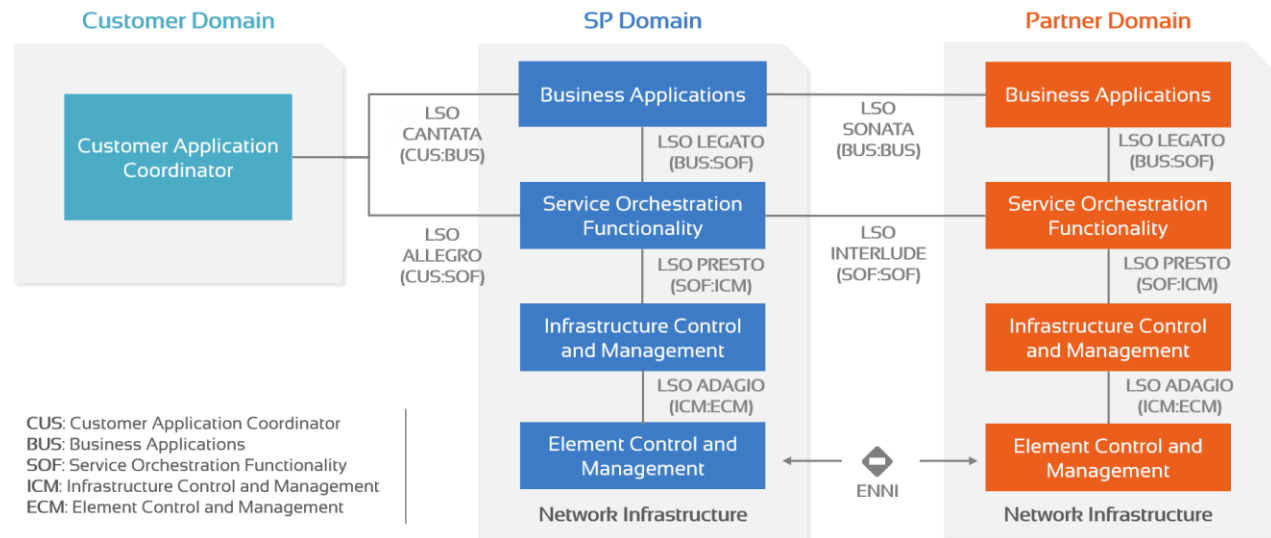 Customer Domain
SP Domain
Partner Domain
Customer Application
Coordinator
LSO
CANTATA
(CUS:BUS)
LSO
ALLEGRO
(CUS:SOF)
Business Applications
LSO LEGATO
(BUS:SOF)
Service Orchestration
Functionality
LSO PRESTO
(SOF:ICM)
Infrastructure Control
and Management
LSO ADAGIO
(ICM:ECM)
Element Control and
Management
Network Infrastructure
LSO
SONATA
(BUS:BUS)
LSO
INTERLUDE
(SOF:SOF)
ENNI
Business Applications
LSO LEGATO
(BUS:SOF)
Service Orchestration
Functionality
LSO PRESTO
(SOF:ICM)
Infrastructure Control
and Management
LSO ADAGIO
(ICM:ECM)
Element Control and
Management
Network Infrastructure
CUS: Customer Application Coordinator
BUS: Business Applications
SOF: Service Orchestration Functionality
ICM: Infrastructure Control and Management
ECM: Element Control and Management